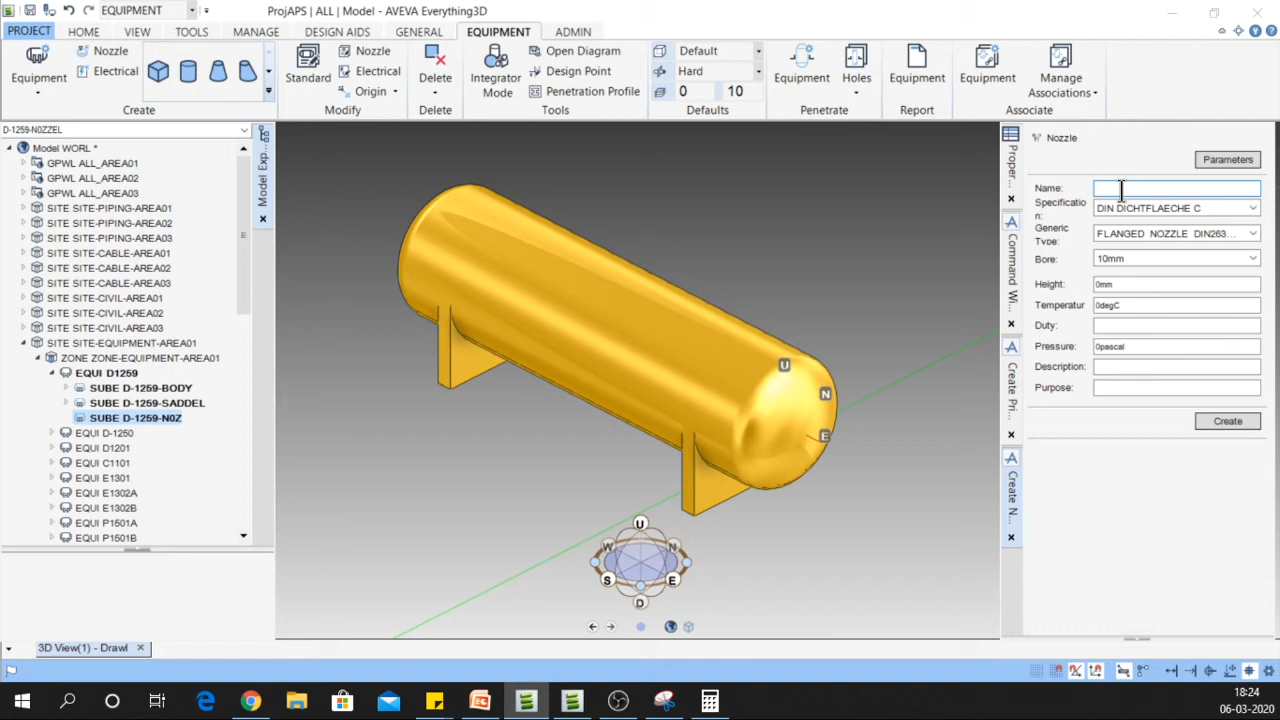 EQUIPMENT
ProjAPS | ALL | Model - AVEVA Everything3D
PROJECT HOME VIEW TOOLS MANAGE DESIGN AIDS GENERAL EQUIPMENT ADMIN
Equipment
Nozzle
Electrical
Create
Standard
Nozzle
Electrical
Origin
Modify
Delete
Delete
Integrator Mode
Open Diagram
Design Point
Penetration Profile
Tools
Default
Hard
0 10
Defaults
Equipment
Holes
Penetrate
Equipment
Report
Equipment
Manage Associations
Associate
D-1259-N0ZZEL
Model WORL *
GPWL ALL_AREA01
GPWL ALL_AREA02
GPWL ALL_AREA03
SITE SITE-PIPING-AREA01
SITE SITE-PIPING-AREA02
SITE SITE-PIPING-AREA03
SITE SITE-CABLE-AREA01
SITE SITE-CABLE-AREA02
SITE SITE-CABLE-AREA03
SITE SITE-CIVIL-AREA01
SITE SITE-CIVIL-AREA02
SITE SITE-CIVIL-AREA03
SITE SITE-EQUIPMENT-AREA01
ZONE ZONE-EQUIPMENT-AREA01
EQUI D1259
SUBE D-1259-BODY
SUBE D-1259-SADDEL
SUBE D-1259-N0Z
EQUI D-1250
EQUI D1201
EQUI C1101
EQUI E1301
EQUI E1302A
EQUI E1302B
EQUI P1501A
EQUI P1501B
Model Exp...
U
N
E
U
W N
S E
D
Proper...
Command Wi...
Create Pri...
Create N...
Nozzle
Parameters
Name:
Specification: DIN DICHTFLAECHE C
Generic Type: FLANGED NOZZLE DIN263...
Bore: 10mm
Height: 0mm
Temperatur 0degC
Duty:
Pressure: 0pascal
Description:
Purpose:
Create
3D View(1) - Drawl
18:24
06-03-2020